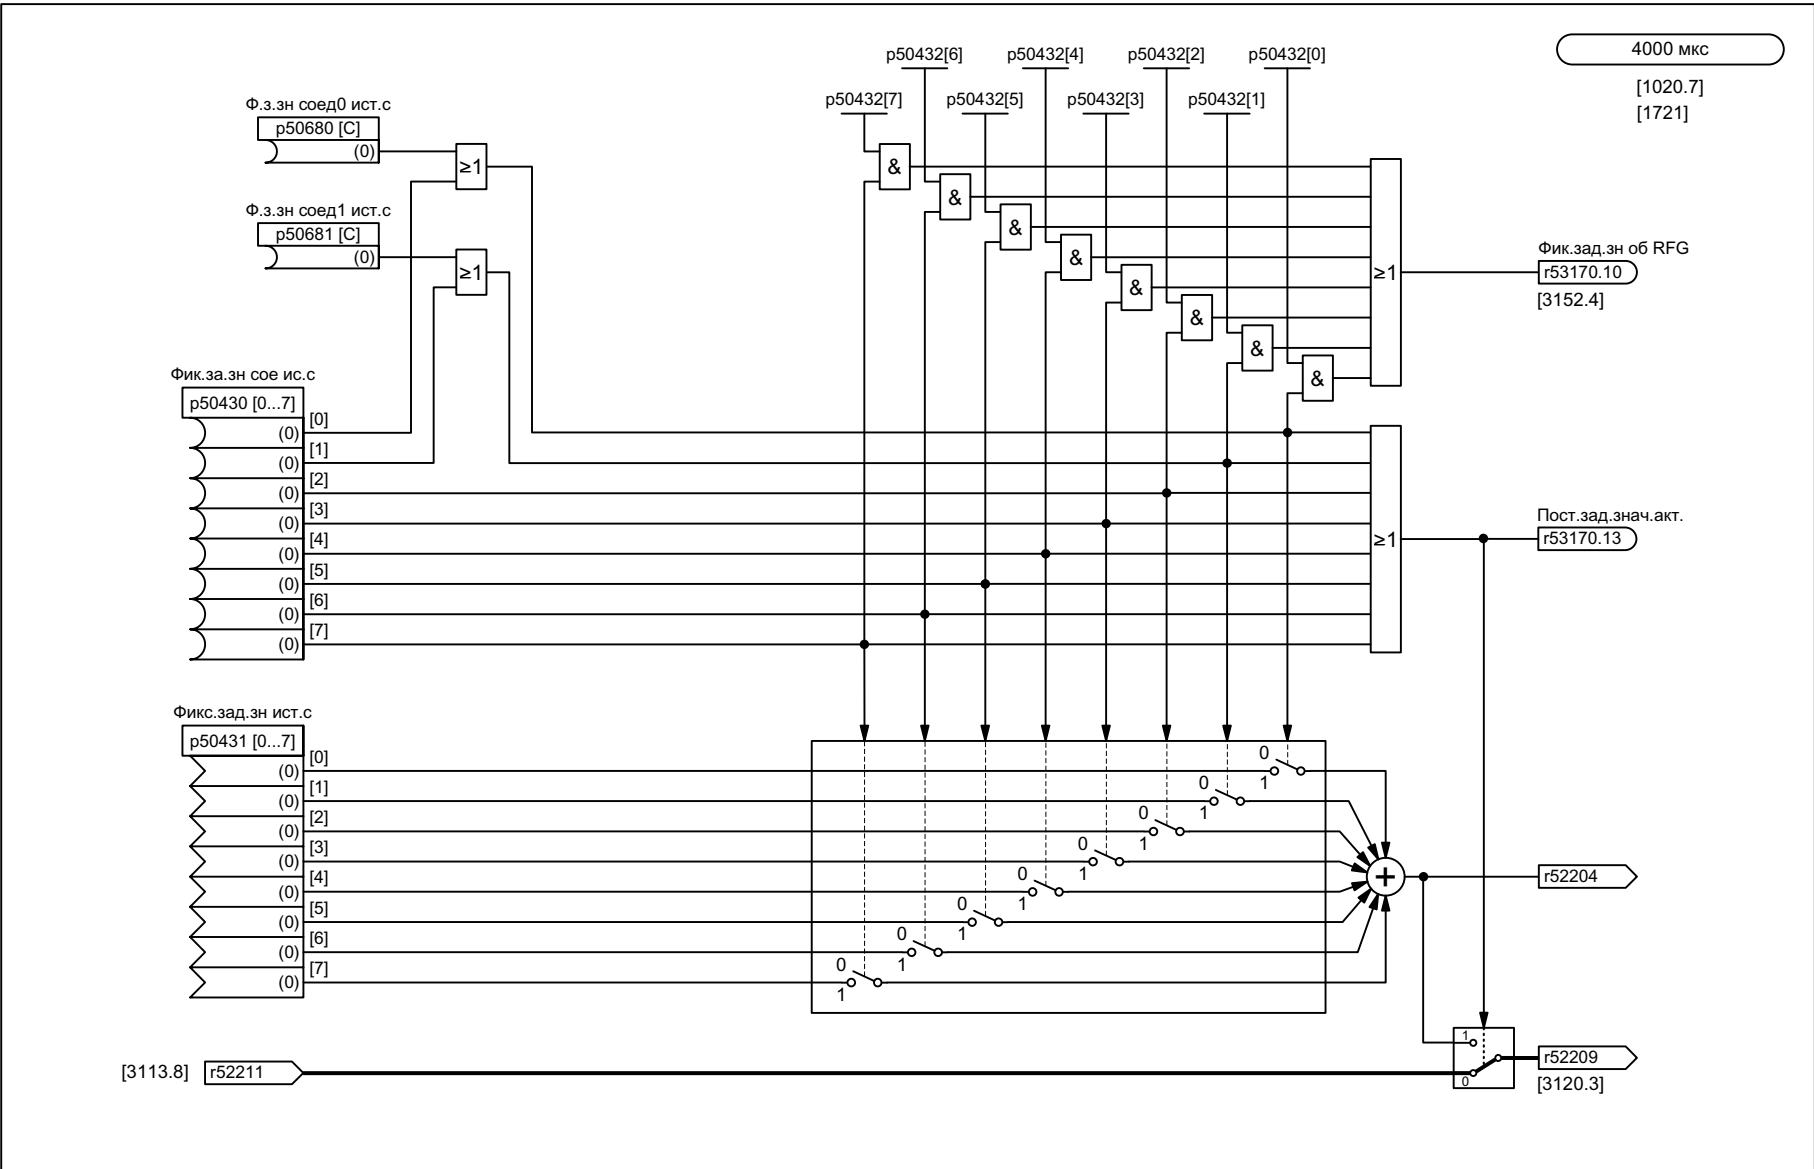 p50432[6]
p50432[4]
p50432[2]
p50432[0]
4000 мкс
[1020.7]
[1721]
p50432[7]
p50432[5]
p50432[3]
p50432[1]
Ф.з.зн соед0 ист.с
p50680 [C]
(0)
≥1
Ф.з.зн соед1 ист.с
p50681 [C]
(0)
≥1
&
&
&
&
&
&
&
&
≥1
Фик.зад.зн об RFG
r53170.10
[3152.4]
Фик.за.зн сое ис.с
p50430 [0...7]
(0) [0]
(0) [1]
(0) [2]
(0) [3]
(0) [4]
(0) [5]
(0) [6]
(0) [7]
≥1
Пост.зад.знач.акт.
r53170.13
Фикс.зад.зн ист.с
p50431 [0...7]
(0) [0]
(0) [1]
(0) [2]
(0) [3]
(0) [4]
(0) [5]
(0) [6]
(0) [7]
0
1
0
1
0
1
0
1
0
1
0
1
0
1
0
1
+
r52204
[3113.8] r52211
1
0
r52209
[3120.3]